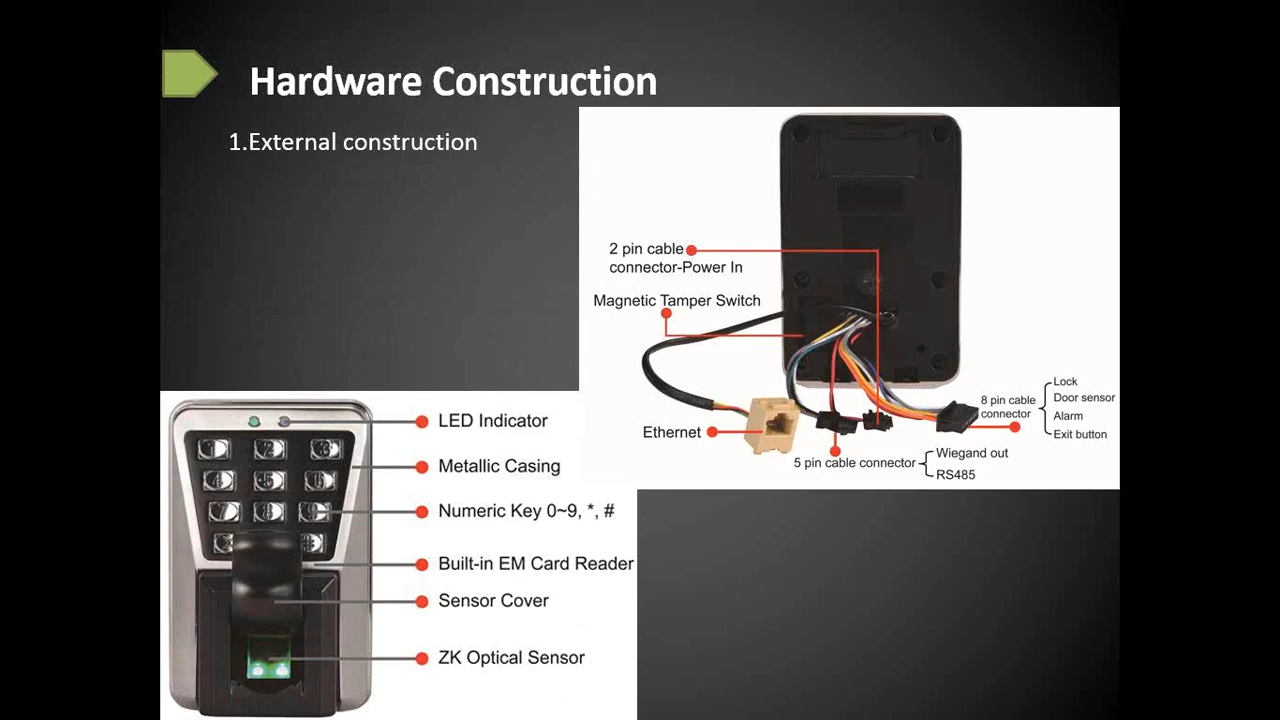 Hardware Construction
1.External construction
2 pin cable
connector-Power In
Magnetic Tamper Switch
Ethernet
5 pin cable connector
Wiegand out
RS485
8 pin cable
connector
Lock
Door sensor
Alarm
Exit button
LED Indicator
Metallic Casing
Numeric Key 0~9, *, #
Built-in EM Card Reader
Sensor Cover
ZK Optical Sensor